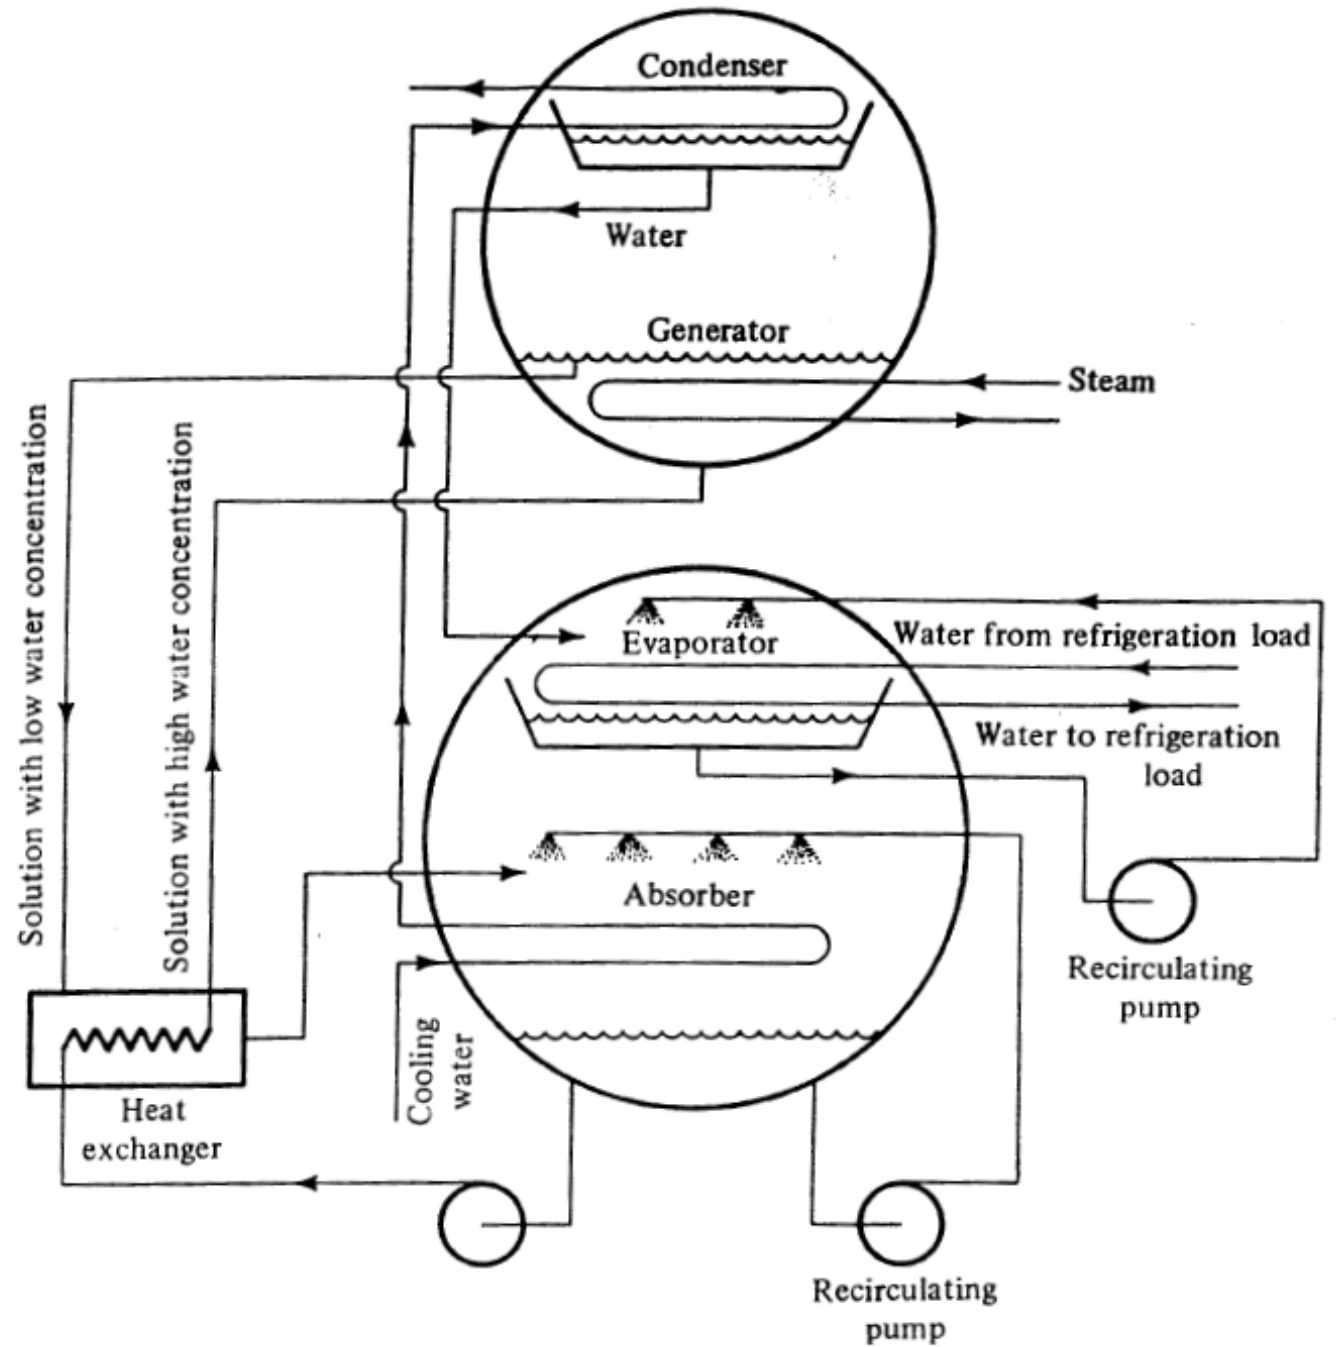 Condenser
Water
Generator
Steam
Solution with low water concentration
Solution with high water concentration
Evaporator
Water from refrigeration load
Water to refrigeration
load
Absorber
Recirculating
pump
Cooling
water
Heat
exchanger
Recirculating
pump